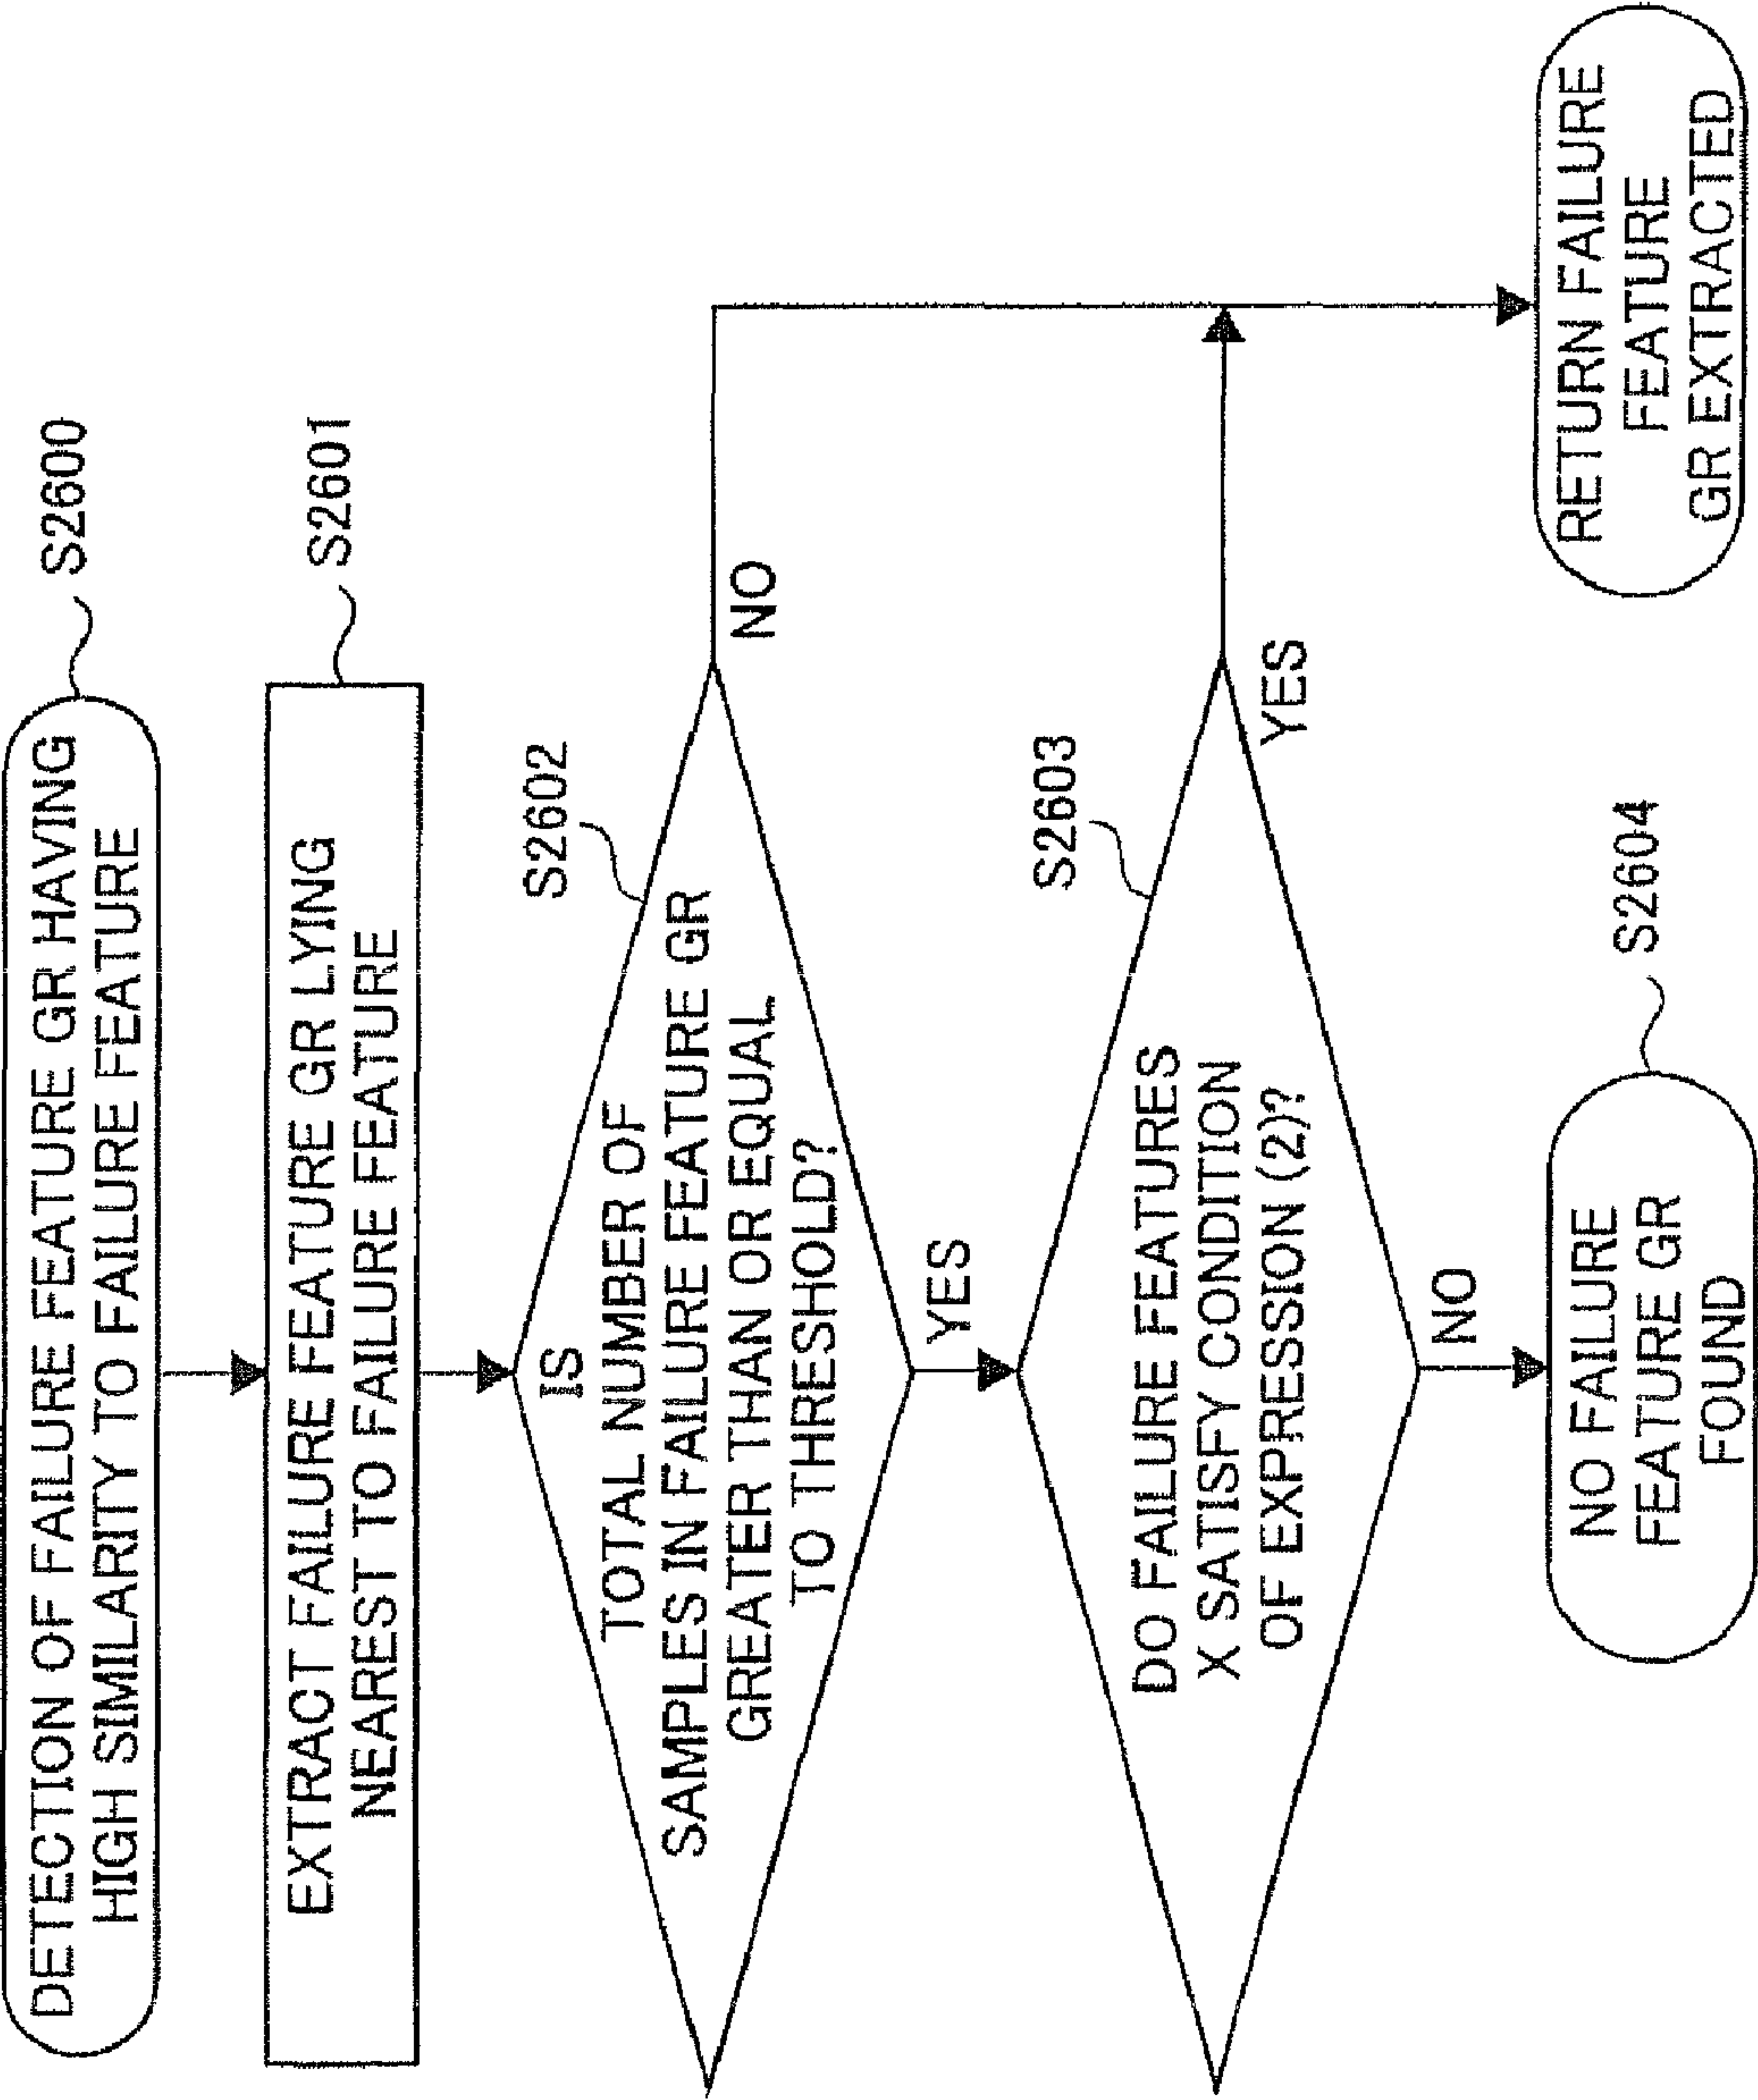 DETECTION OF FAILURE FEATURE GR HAVING
HIGH SIMILARITY TO FAILURE FEATURE
S2600
EXTRACT FAILURE FEATURE GR LYING
NEAREST TO FAILURE FEATURE
S2601
S2602
IS
TOTAL NUMBER OF
SAMPLES IN FAILURE FEATURE GR
GREATER THAN OR EQUAL
TO THRESHOLD?
NO
YES
S2603
DO FAILURE FEATURES
X SATISFY CONDITION
OF EXPRESSION (2)?
YES
NO
S2604
NO FAILURE
FEATURE GR
FOUND
RETURN FAILURE
FEATURE
GR EXTRACTED